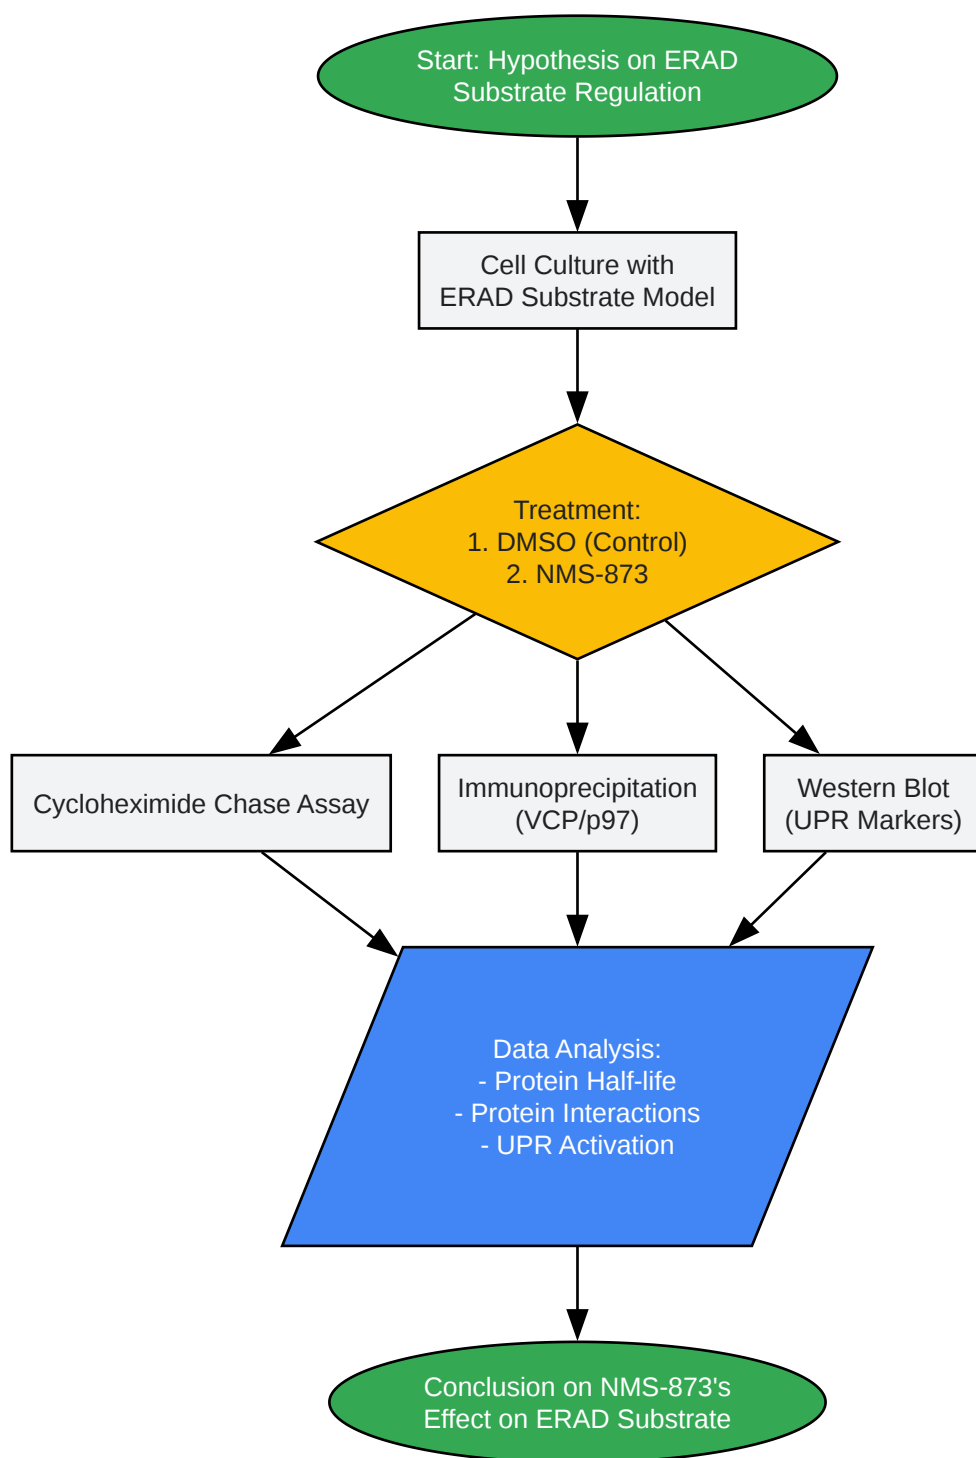 Start: Hypothesis on ERAD
Substrate Regulation
Cell Culture with
ERAD Substrate Model
Treatment:
1. DMSO (Control)
2. NMS-873
Cycloheximide Chase Assay
Immunoprecipitation
(VCP/p97)
Western Blot
(UPR Markers)
Data Analysis:
- Protein Half-life
- Protein Interactions
- UPR Activation
Conclusion on NMS-873's
Effect on ERAD Substrate